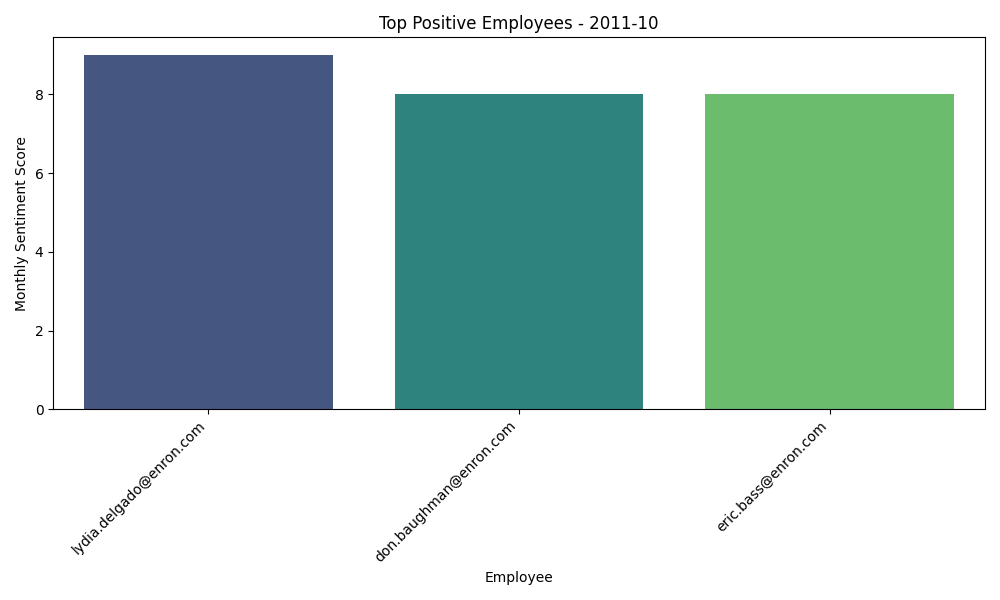 Top Positive Employees - 2011-10
Monthly Sentiment Score
8
6
4
2
0
lydia.delgado@enron.com
don.baughman@enron.com
eric.bass@enron.com
Employee